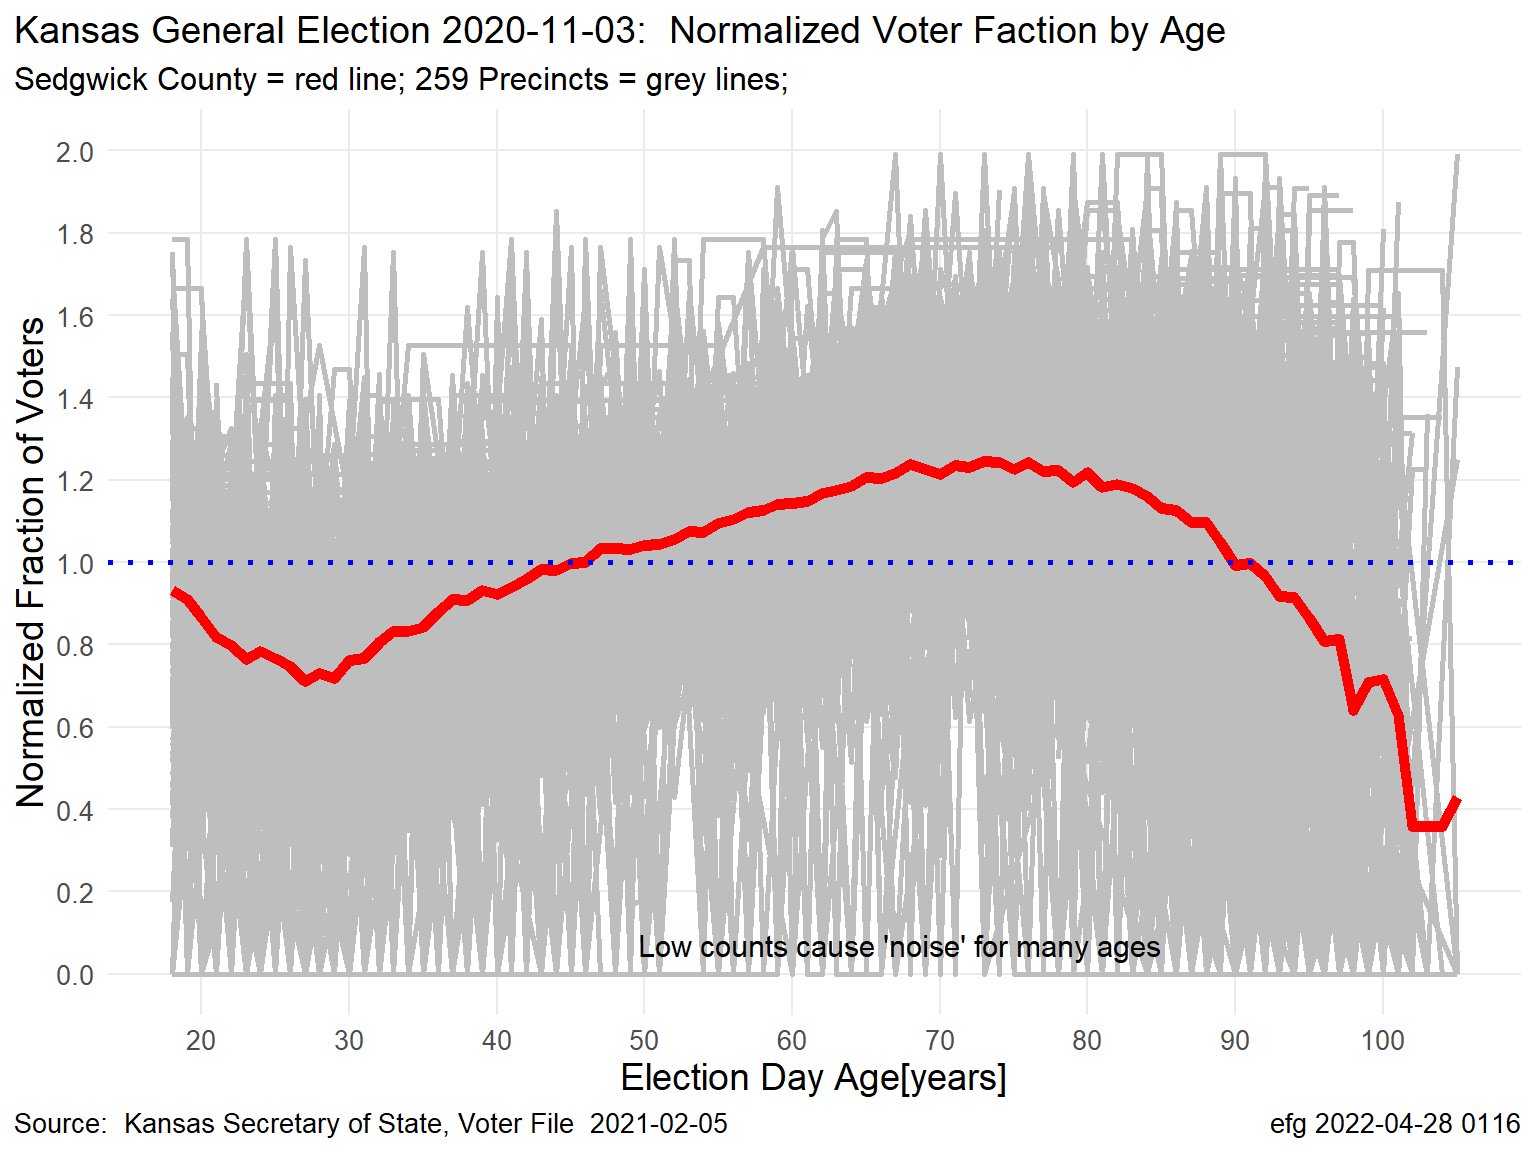 Kansas General Election 2020-11-03:  Normalized Voter Faction by Age
Sedgwick County = red line; 259 Precincts = grey lines;
Normalized Fraction of Voters
2.0
1.8
1.6
1.4
1.2
1.0
0.8
0.6
0.4
0.2
0.0
Low counts cause 'noise' for many ages
20 30 40 50 60 70 80 90 100
Election Day Age[years]
Source:  Kansas Secretary of State, Voter File  2021-02-05
efg 2022-04-28 0116